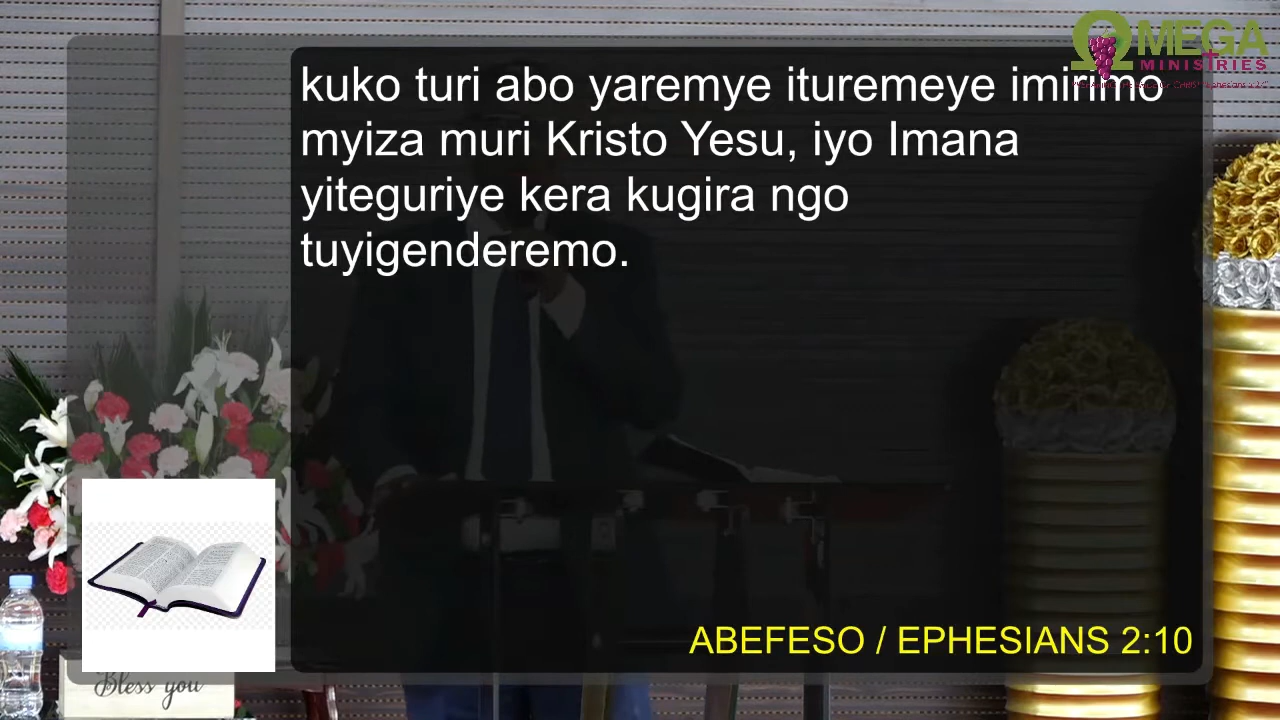 ΩMEGA
MINISTRIES
kuko turi abo yaremye ituremeye imirimo
myiza muri Kristo Yesu, iyo Imana
yiteguriye kera kugira ngo
tuyigenderemo.
ABEFESO / EPHESIANS 2:10
Bless you